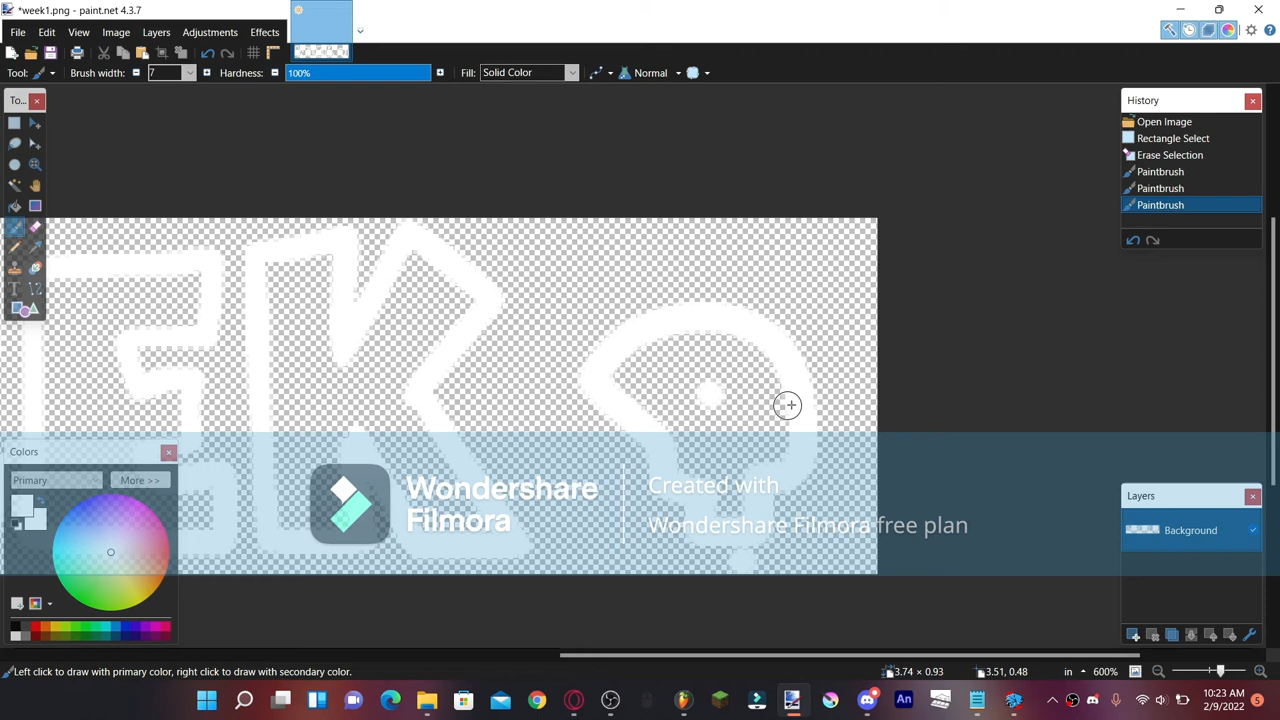 *week1.png - paint.net 4.3.7
File Edit View Image Layers Adjustments Effects
Tool: Brush width: 7 Hardness: 100% Fill: Solid Color Normal
To...
History
Open Image
Rectangle Select
Erase Selection
Paintbrush
Paintbrush
Paintbrush
Colors
Primary More >>
Wondershare
Filmora
Created with
Wondershare Filmora free plan
Layers
Background
Left click to draw with primary color, right click to draw with secondary color.
3.74 × 0.93 3.51, 0.48 in 600%
10:23 AM
2/9/2022
5